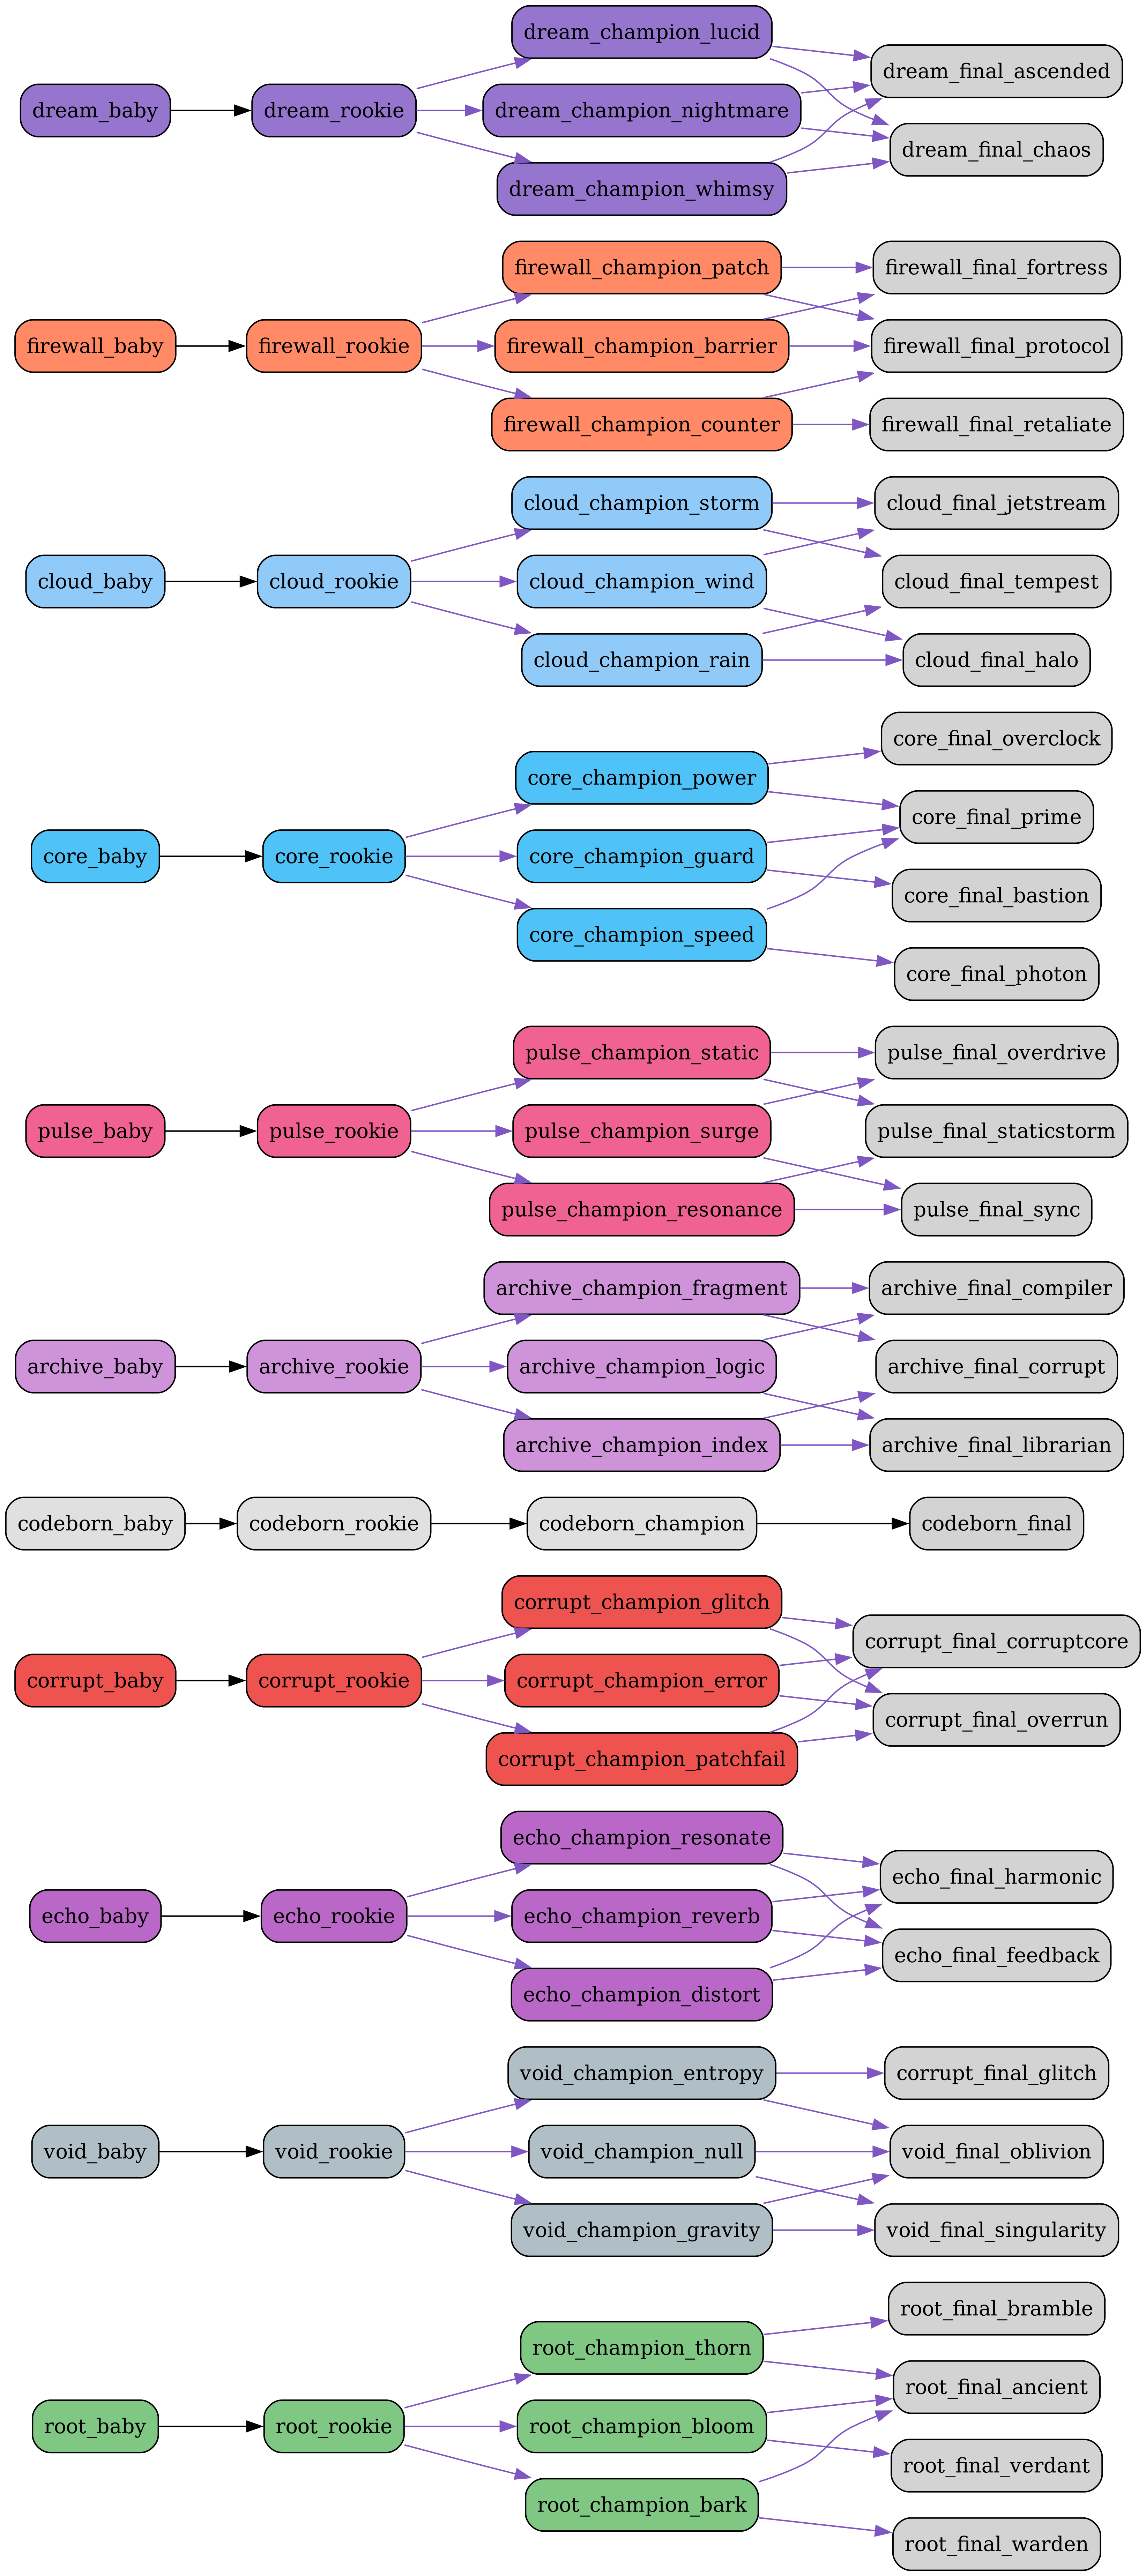 dream_champion_lucid
dream_final_ascended
dream_baby
dream_rookie
dream_champion_nightmare
dream_final_chaos
dream_champion_whimsy
firewall_champion_patch
firewall_final_fortress
firewall_baby
firewall_rookie
firewall_champion_barrier
firewall_final_protocol
firewall_champion_counter
firewall_final_retaliate
cloud_champion_storm
cloud_final_jetstream
cloud_baby
cloud_rookie
cloud_champion_wind
cloud_final_tempest
cloud_champion_rain
cloud_final_halo
core_final_overclock
core_champion_power
core_final_prime
core_baby
core_rookie
core_champion_guard
core_final_bastion
core_champion_speed
core_final_photon
pulse_champion_static
pulse_final_overdrive
pulse_baby
pulse_rookie
pulse_champion_surge
pulse_final_staticstorm
pulse_champion_resonance
pulse_final_sync
archive_champion_fragment
archive_final_compiler
archive_baby
archive_rookie
archive_champion_logic
archive_final_corrupt
archive_champion_index
archive_final_librarian
codeborn_baby
codeborn_rookie
codeborn_champion
codeborn_final
corrupt_champion_glitch
corrupt_final_corruptcore
corrupt_baby
corrupt_rookie
corrupt_champion_error
corrupt_final_overrun
corrupt_champion_patchfail
echo_champion_resonate
echo_final_harmonic
echo_baby
echo_rookie
echo_champion_reverb
echo_final_feedback
echo_champion_distort
void_champion_entropy
corrupt_final_glitch
void_baby
void_rookie
void_champion_null
void_final_oblivion
void_champion_gravity
void_final_singularity
root_final_bramble
root_champion_thorn
root_final_ancient
root_baby
root_rookie
root_champion_bloom
root_final_verdant
root_champion_bark
root_final_warden